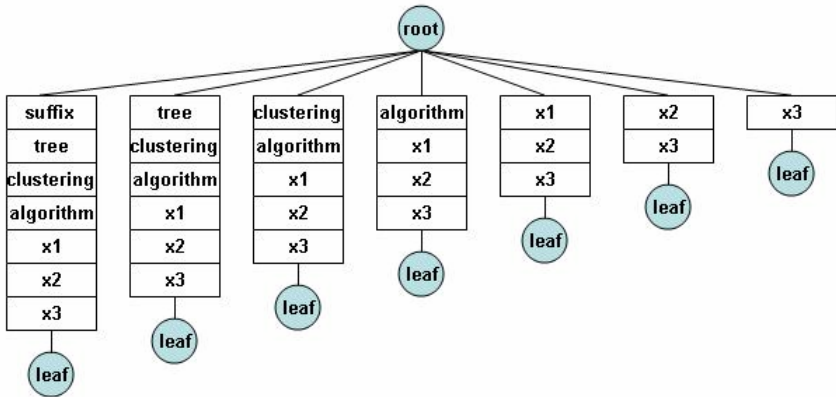 root
suffix
tree
clustering
algorithm
x1
x2
x3
leaf
tree
clustering
algorithm
x1
x2
x3
leaf
clustering
algorithm
x1
x2
x3
leaf
algorithm
x1
x2
x3
leaf
x1
x2
x3
leaf
x2
x3
leaf
x3
leaf